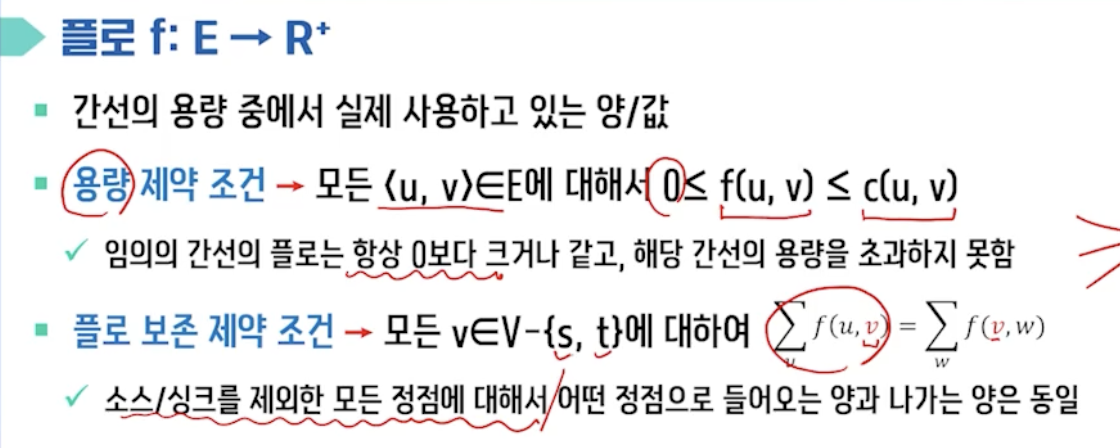 플로 f: E → R⁺
▪ 간선의 용량 중에서 실제 사용하고 있는 양/값
▪ 용량 제약 조건 → 모든 ⟨u, v⟩∈E에 대해서 0 ≤ f(u, v) ≤ c(u, v)
✓ 임의의 간선의 플로는 항상 0보다 크거나 같고, 해당 간선의 용량을 초과하지 못함
▪ 플로 보존 제약 조건 → 모든 v∈V-{s, t}에 대하여 ∑_u f(u, v) = ∑_w f(v, w)
✓ 소스/싱크를 제외한 모든 정점에 대해서 어떤 정점으로 들어오는 양과 나가는 양은 동일